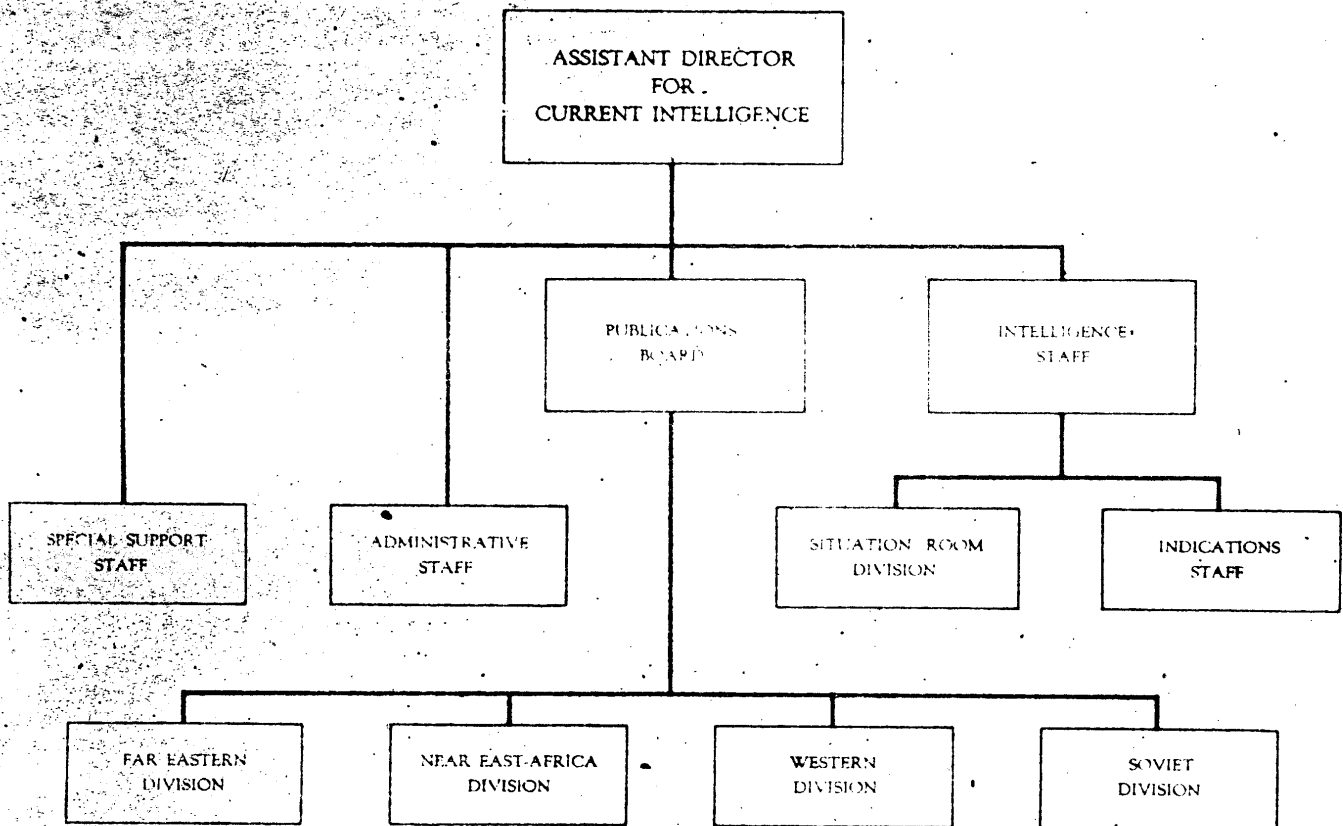 ASSISTANT DIRECTOR
FOR
CURRENT INTELLIGENCE
PUBLICATIONS
BOARD
INTELLIGENCE
STAFF
SPECIAL SUPPORT
STAFF
ADMINISTRATIVE
STAFF
SITUATION ROOM
DIVISION
INDICATIONS
STAFF
FAR EASTERN
DIVISION
NEAR EAST-AFRICA
DIVISION
WESTERN
DIVISION
SOVIET
DIVISION